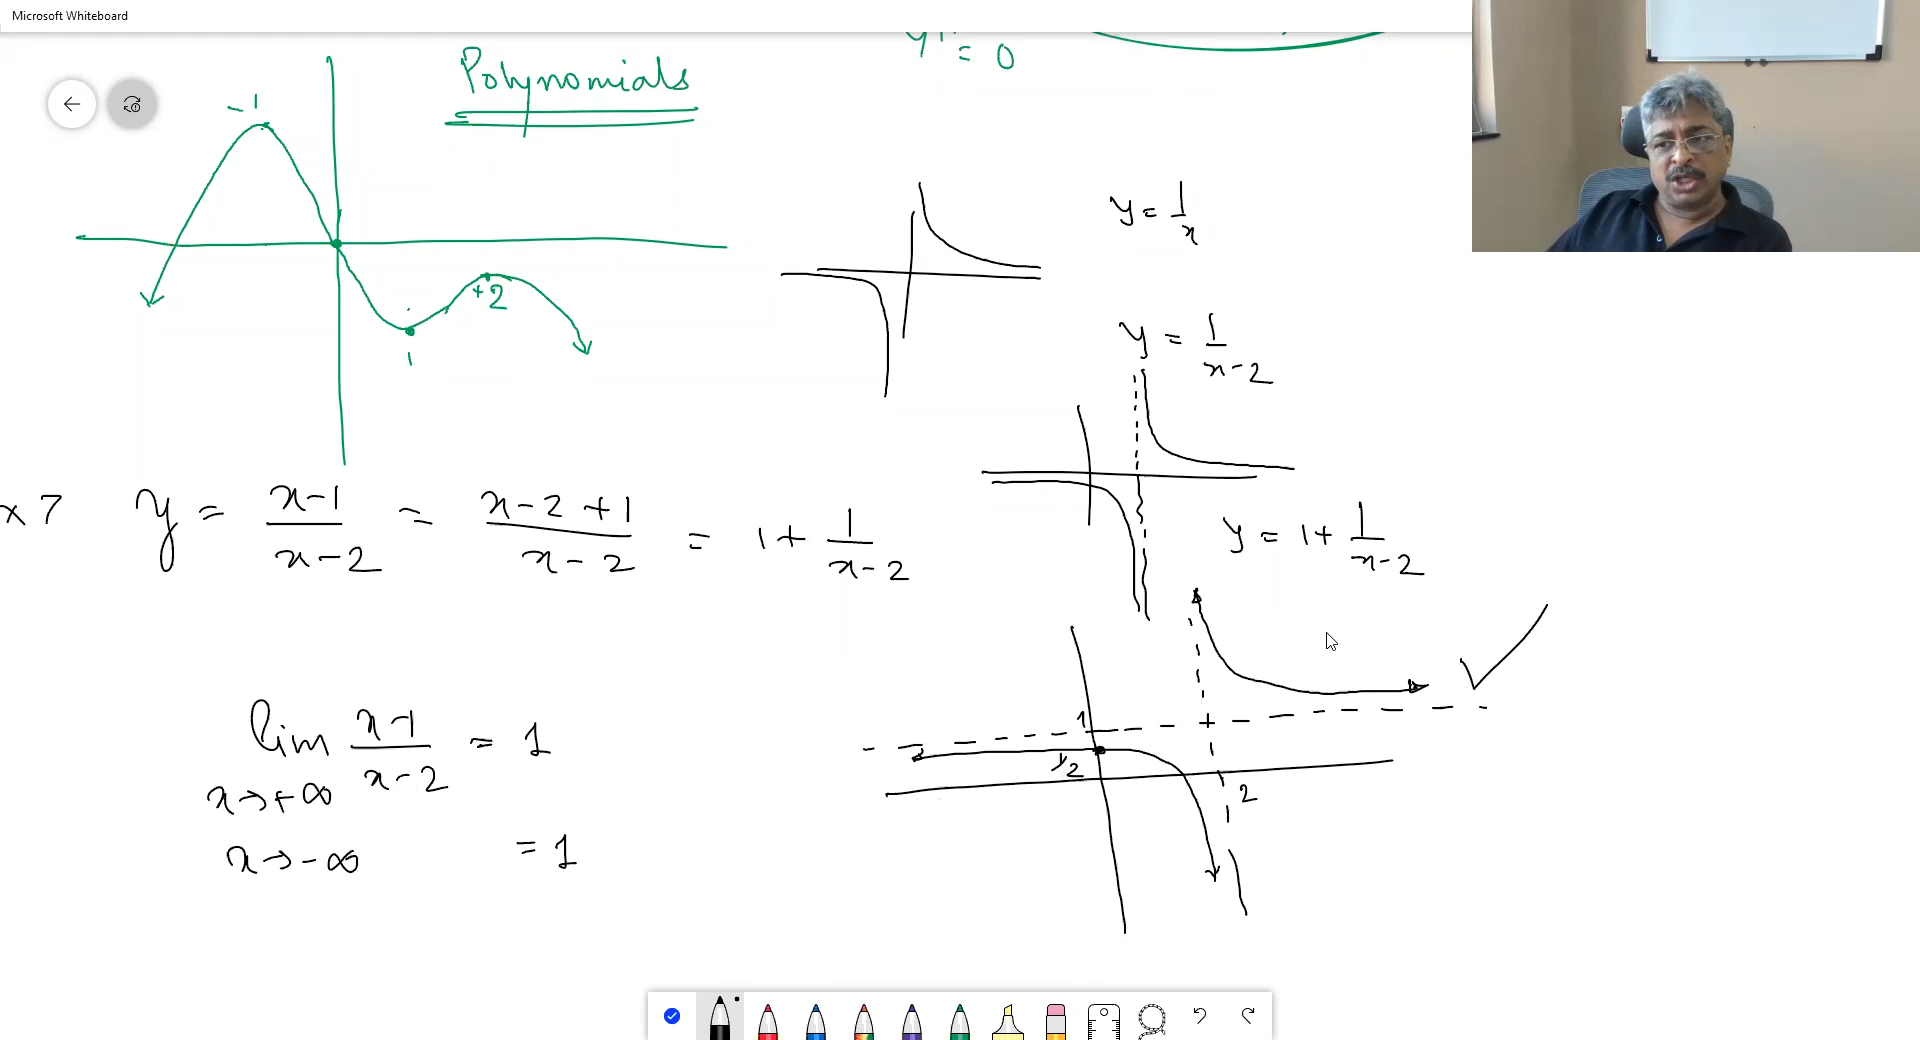 Microsoft Whiteboard
= 0
Polynomials
-1
+2
1
y = 1/x
y = 1/(x-2)
x 7 y = (x-1)/(x-2) = (x-2+1)/(x-2) = 1 + 1/(x-2)
y = 1 + 1/(x-2)
lim (x-1)/(x-2) = 1
x→+∞
x→-∞ = 1
1
1/2
2